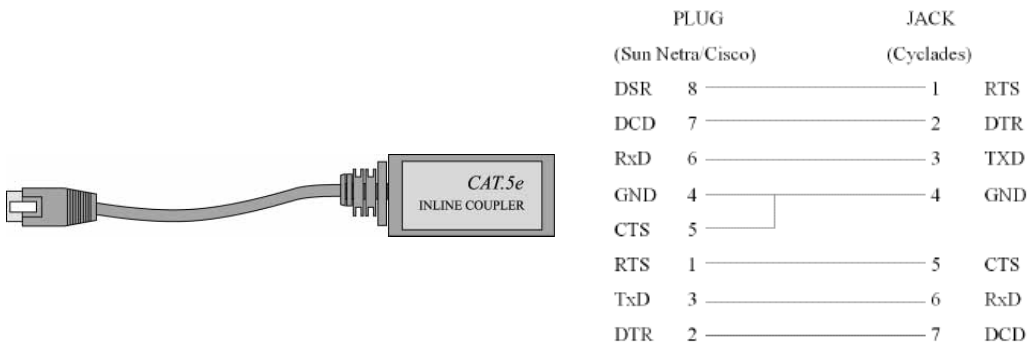 CAT.5e
INLINE COUPLER
PLUG JACK
(Sun Netra/Cisco) (Cyclades)
DSR 8 1 RTS
DCD 7 2 DTR
RxD 6 3 TXD
GND 4 4 GND
CTS 5
RTS 1 5 CTS
TxD 3 6 RxD
DTR 2 7 DCD